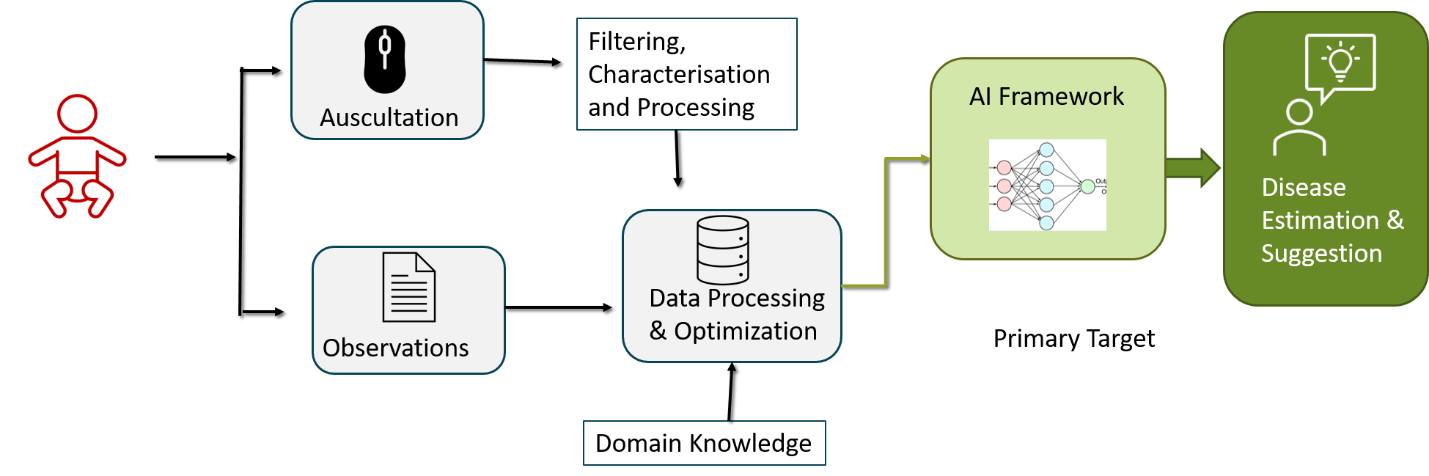 Auscultation
Filtering,
Characterisation
and Processing
Observations
Data Processing
& Optimization
Domain Knowledge
AI Framework
Primary Target
Disease
Estimation &
Suggestion